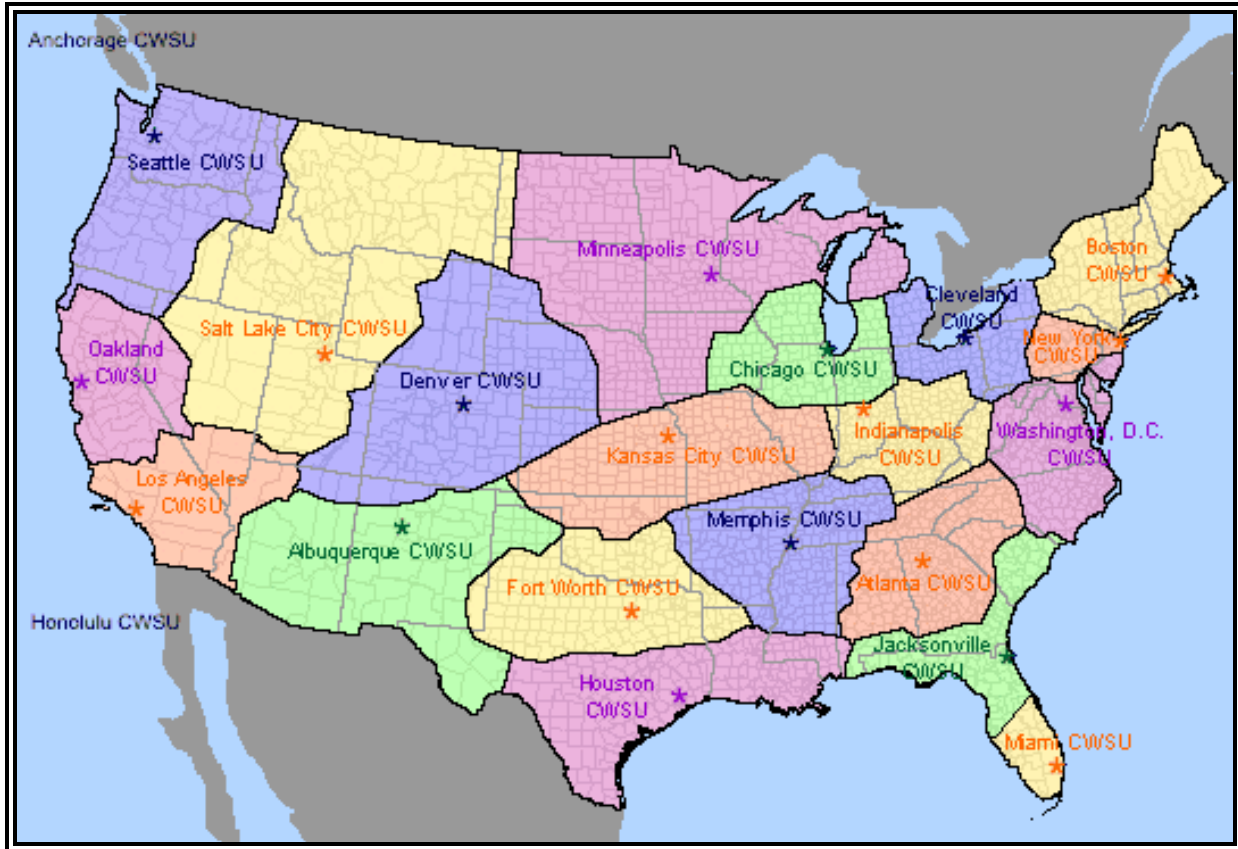 Anchorage CWSU
Seattle CWSU
Minneapolis CWSU
Boston
CWSU
Cleveland
CWSU
Salt Lake City CWSU
New York
CWSU
Oakland
CWSU
Chicago CWSU
Denver CWSU
Indianapolis
CWSU
Washington, D.C.
CWSU
Kansas City CWSU
Los Angeles
CWSU
Memphis CWSU
Albuquerque CWSU
Fort Worth CWSU
Atlanta CWSU
Honolulu CWSU
Jacksonville
CWSU
Houston
CWSU
Miami CWSU